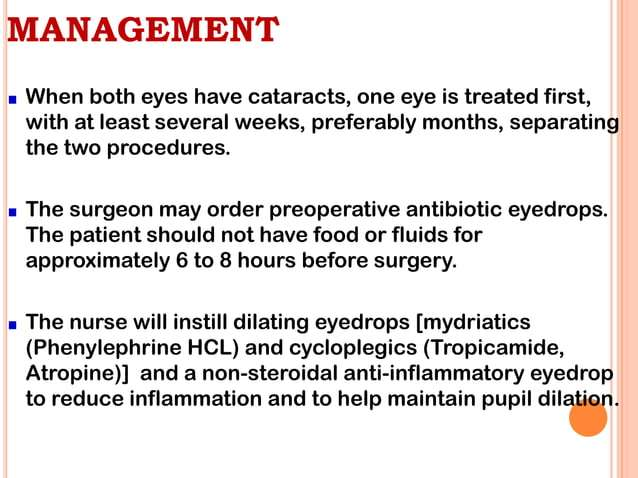 MANAGEMENT
When both eyes have cataracts, one eye is treated first,
with at least several weeks, preferably months, separating
the two procedures.
The surgeon may order preoperative antibiotic eyedrops.
The patient should not have food or fluids for
approximately 6 to 8 hours before surgery.
The nurse will instill dilating eyedrops [mydriatics
(Phenylephrine HCL) and cycloplegics (Tropicamide,
Atropine)] and a non-steroidal anti-inflammatory eyedrop
to reduce inflammation and to help maintain pupil dilation.